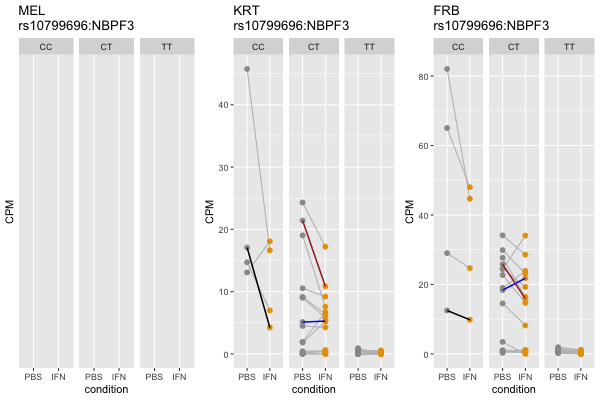 MEL
rs10799696:NBPF3
CC CT TT
CPM
PBS IFN PBS IFN PBS IFN
condition
KRT
rs10799696:NBPF3
CC CT TT
CPM
40
30
20
10
0
PBS IFN PBS IFN PBS IFN
condition
FRB
rs10799696:NBPF3
CC CT TT
CPM
80
60
40
20
0
PBS IFN PBS IFN PBS IFN
condition